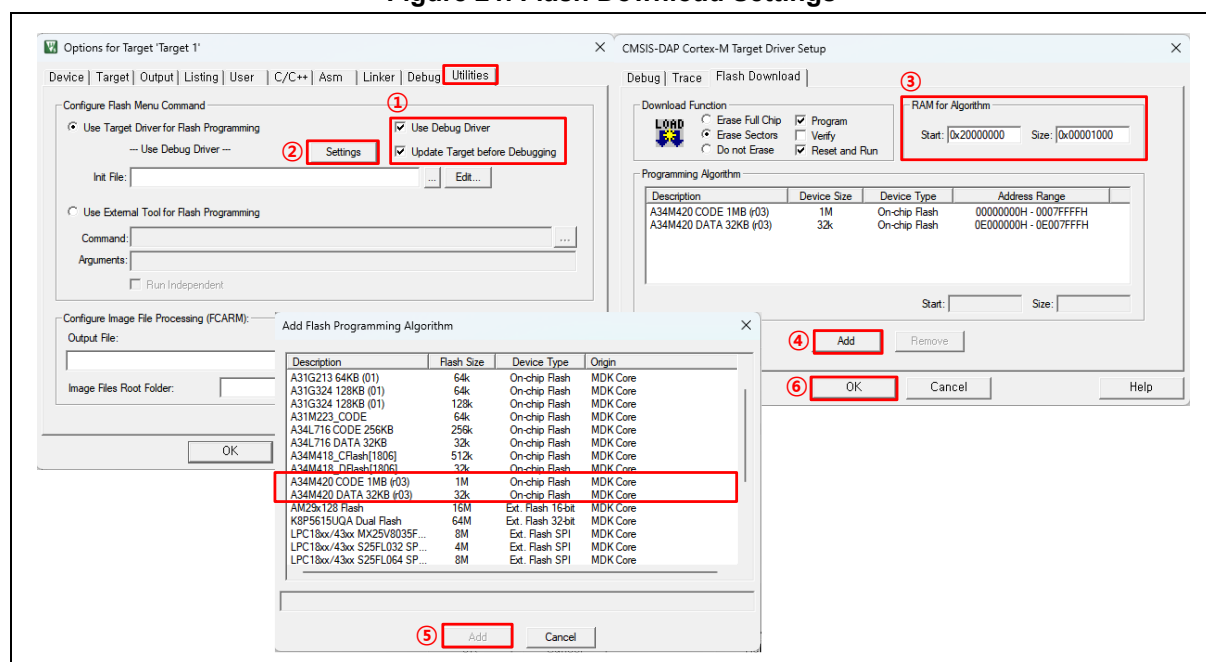 Figure 21. Flash Download Settings
Options for Target 'Target 1'
Device | Target | Output | Listing | User | C/C++ | Asm | Linker | Debug Utilities
Configure Flash Menu Command
①
Use Target Driver for Flash Programming
Use Debug Driver
--- Use Debug Driver ---
② Settings
Update Target before Debugging
Init File:
... Edit...
Use External Tool for Flash Programming
Command:
...
Arguments:
Run Independent
Configure Image File Processing (FCARM):
Output File:
Image Files Root Folder:
OK
CMSIS-DAP Cortex-M Target Driver Setup
Debug | Trace Flash Download
③
Download Function
LOAD
Erase Full Chip
Program
Erase Sectors
Verify
Do not Erase
Reset and Run
RAM for Algorithm
Start: 0x20000000 Size: 0x00001000
Programming Algorithm
Description Device Size Device Type Address Range
A34M420 CODE 1MB (r03) 1M On-chip Flash 00000000H - 0007FFFFH
A34M420 DATA 32KB (r03) 32k On-chip Flash 0E000000H - 0E007FFFH
Start: Size:
④ Add Remove
⑥ OK Cancel Help
Add Flash Programming Algorithm
Description Flash Size Device Type Origin
A31G213 64KB (01) 64k On-chip Flash MDK Core
A31G324 128KB (01) 64k On-chip Flash MDK Core
A31G324 128KB (01) 128k On-chip Flash MDK Core
A31M223_CODE 64k On-chip Flash MDK Core
A34L716 CODE 256KB 256k On-chip Flash MDK Core
A34L716 DATA 32KB 32k On-chip Flash MDK Core
A34M418_CFlash[1806] 512k On-chip Flash MDK Core
A34M418_DFlash[1806] 32k On-chip Flash MDK Core
A34M420 CODE 1MB (r03) 1M On-chip Flash MDK Core
A34M420 DATA 32KB (r03) 32k On-chip Flash MDK Core
AM29x128 Flash 16M Ext. Flash 16-bit MDK Core
K8P5615UQA Dual Flash 64M Ext. Flash 32-bit MDK Core
LPC18xx/43xx MX25V8035F... 8M Ext. Flash SPI MDK Core
LPC18xx/43xx S25FL032 SP... 4M Ext. Flash SPI MDK Core
LPC18xx/43xx S25FL064 SP... 8M Ext. Flash SPI MDK Core
⑤ Add Cancel